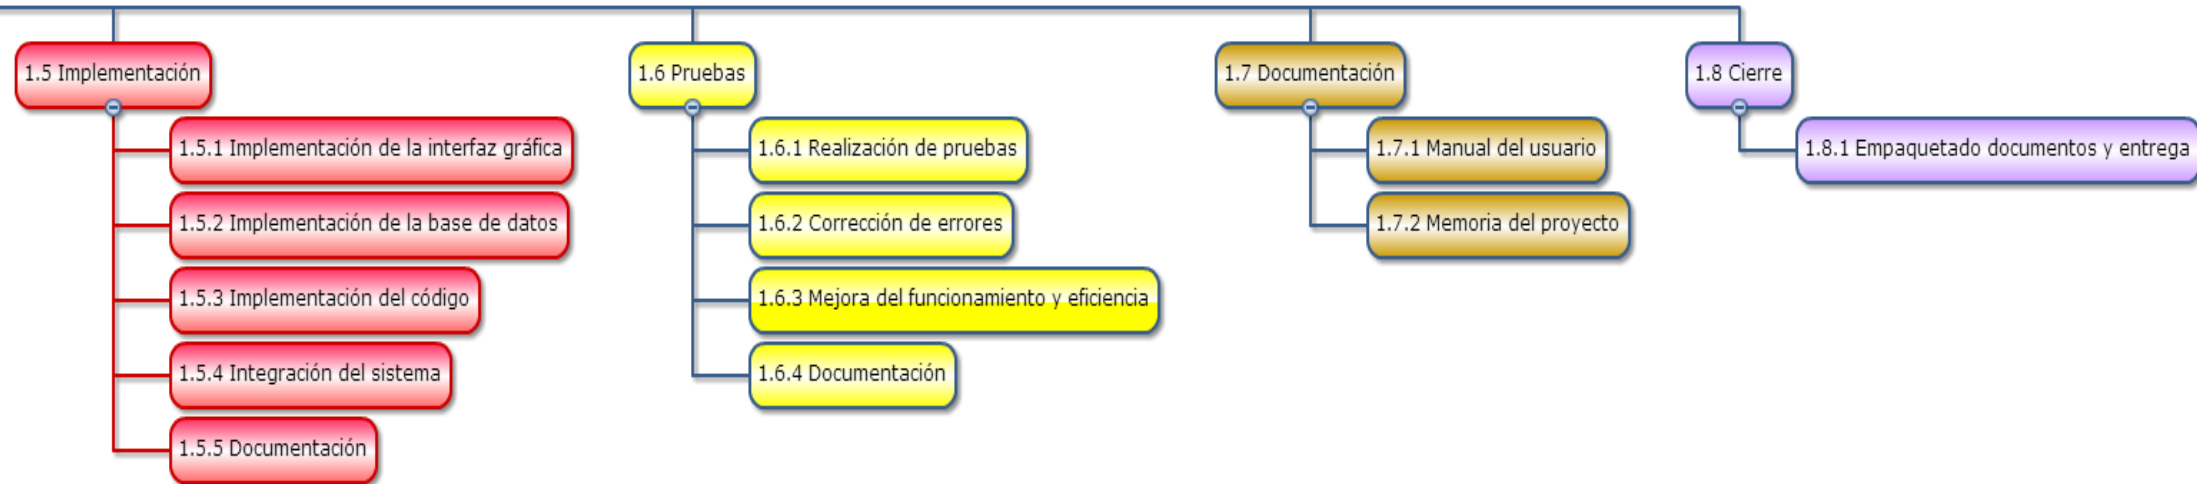 1.5 Implementación
1.5.1 Implementación de la interfaz gráfica
1.5.2 Implementación de la base de datos
1.5.3 Implementación del código
1.5.4 Integración del sistema
1.5.5 Documentación
1.6 Pruebas
1.6.1 Realización de pruebas
1.6.2 Corrección de errores
1.6.3 Mejora del funcionamiento y eficiencia
1.6.4 Documentación
1.7 Documentación
1.7.1 Manual del usuario
1.7.2 Memoria del proyecto
1.8 Cierre
1.8.1 Empaquetado documentos y entrega